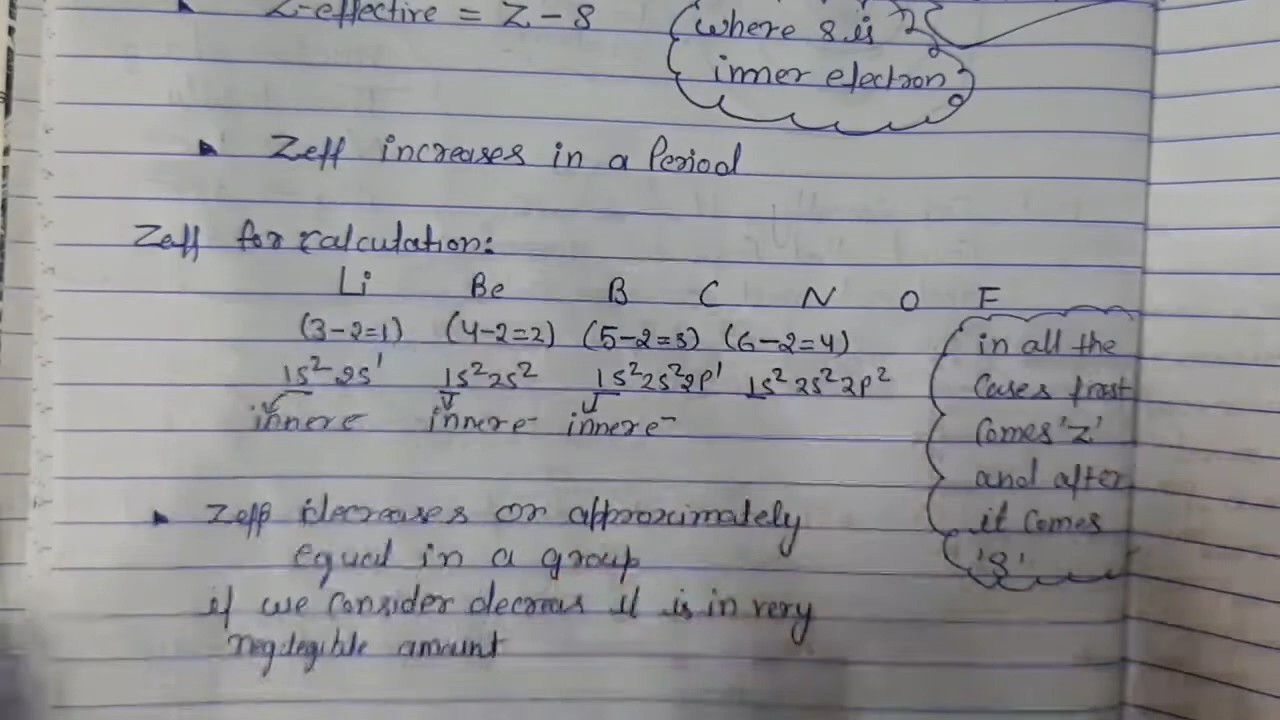 Z-effective = Z - S
(where s is
inner electron)
Zeff increases in a Period
Zeff for calculation:
Li Be B C N O F
(3-2=1) (4-2=2) (5-2=3) (6-2=4)
1s² 2s¹ 1s² 2s² 1s² 2s² 2p¹ 1s² 2s² 2p²
inner e inner e⁻ inner e⁻
in all the
Cases frost
Comes 'Z'
and after
it Comes
'S'
Zeff decreases or approximately
equal in a group
if we Consider decreas it is in very
negdegible amount